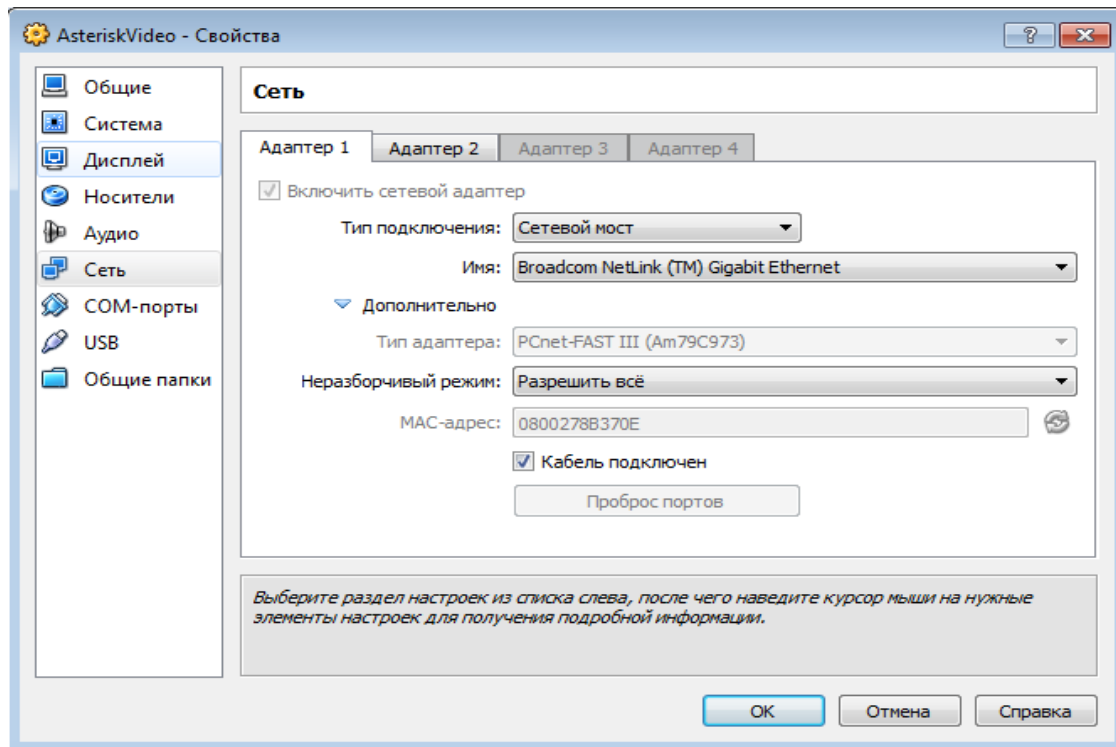 AsteriskVideo - Свойства
Общие
Система
Дисплей
Носители
Аудио
Сеть
COM-порты
USB
Общие папки
Сеть
Адаптер 1 Адаптер 2 Адаптер 3 Адаптер 4
Включить сетевой адаптер
Тип подключения: Сетевой мост
Имя: Broadcom NetLink (TM) Gigabit Ethernet
Дополнительно
Тип адаптера: PCnet-FAST III (Am79C973)
Неразборчивый режим: Разрешить всё
MAC-адрес: 0800278B370E
Кабель подключен
Проброс портов
Выберите раздел настроек из списка слева, после чего наведите курсор мыши на нужные
элементы настроек для получения подробной информации.
OK Отмена Справка